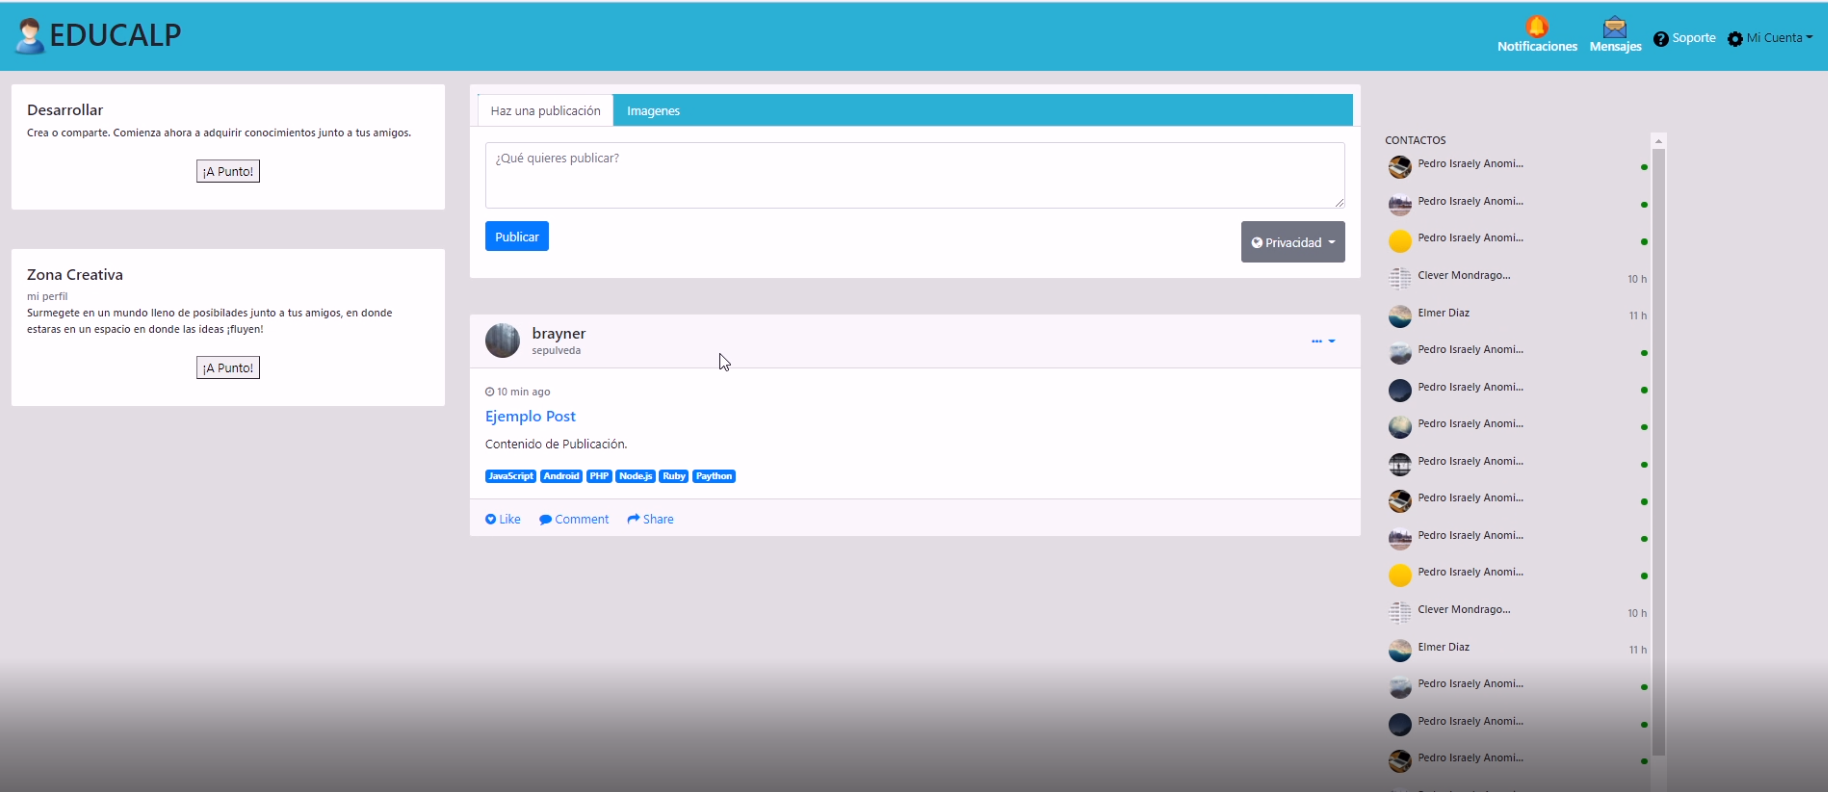 EDUCALP
Notificaciones
Mensajes
Soporte
Mi Cuenta
Desarrollar
Crea o comparte. Comienza ahora a adquirir conocimientos junto a tus amigos.
¡A Punto!
Zona Creativa
mi perfil
Surmegete en un mundo lleno de posibilades junto a tus amigos, en donde
estaras en un espacio en donde las ideas ¡fluyen!
¡A Punto!
Haz una publicación
Imagenes
¿Qué quieres publicar?
Publicar
Privacidad
brayner
sepulveda
10 min ago
Ejemplo Post
Contenido de Publicación.
JavaScript Android PHP Node.js Ruby Paython
Like Comment Share
CONTACTOS
Pedro Israely Anomi...
Pedro Israely Anomi...
Pedro Israely Anomi...
Clever Mondrago... 10 h
Elmer Diaz 11 h
Pedro Israely Anomi...
Pedro Israely Anomi...
Pedro Israely Anomi...
Pedro Israely Anomi...
Pedro Israely Anomi...
Pedro Israely Anomi...
Pedro Israely Anomi...
Clever Mondrago... 10 h
Elmer Diaz 11 h
Pedro Israely Anomi...
Pedro Israely Anomi...
Pedro Israely Anomi...